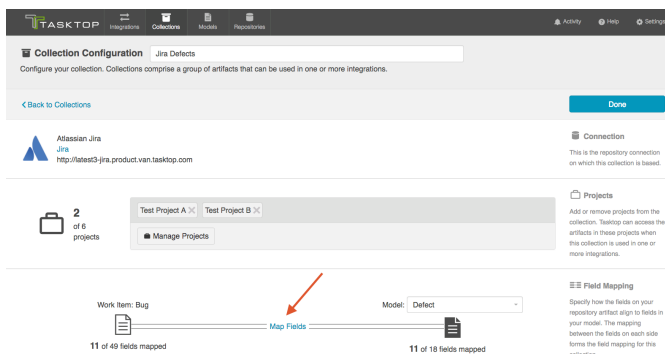 TASKTOP
Integrations
Collections
Models
Repositories
Activity
Help
Settings
Collection Configuration
Jira Defects
Configure your collection. Collections comprise a group of artifacts that can be used in one or more integrations.
Back to Collections
Done
Atlassian Jira
Jira
http://latest3-jira.product.van.tasktop.com
Connection
This is the repository connection
on which this collection is based.
2
of 6
projects
Test Project A
Test Project B
Manage Projects
Projects
Add or remove projects from the
collection. Tasktop can access the
artifacts in these projects when
this collection is used in one or
more integrations.
Work Item: Bug
Map Fields
Model:
Defect
11 of 49 fields mapped
11 of 18 fields mapped
Field Mapping
Specify how the fields on your
repository artifact align to fields in
your model. The mapping
between the fields on each side
forms the field mapping for this
collection.